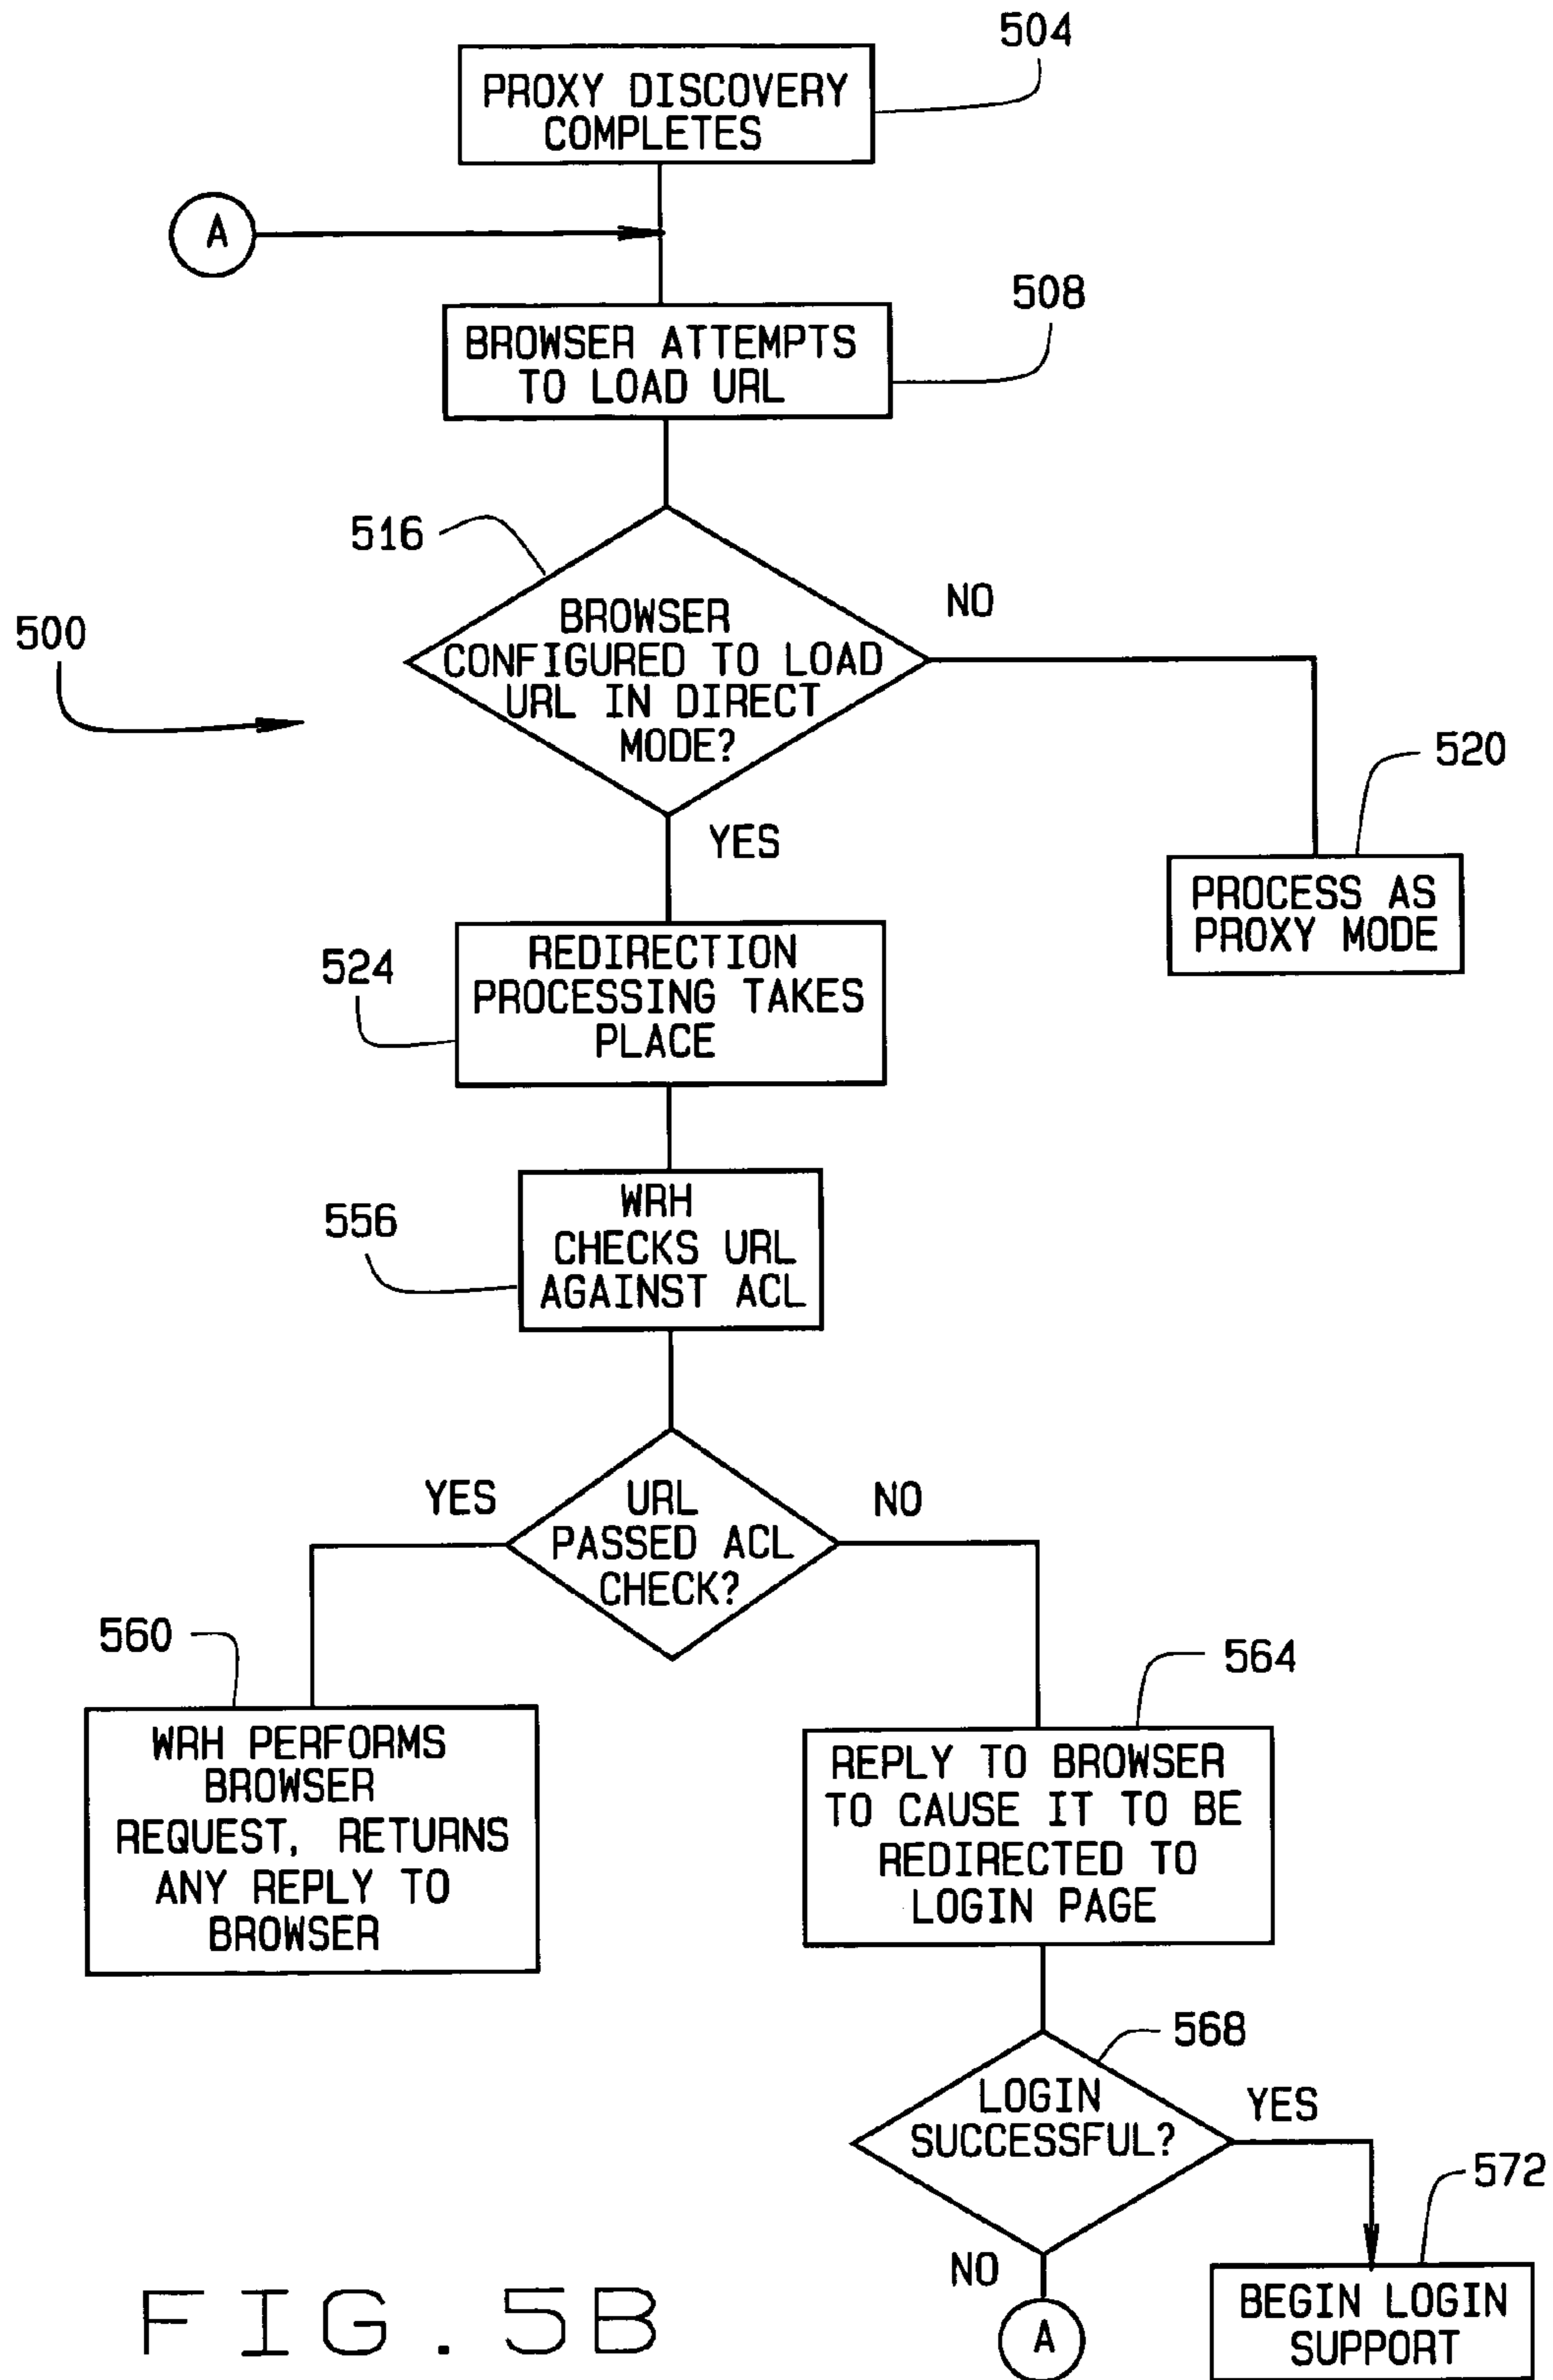 504
PROXY DISCOVERY
COMPLETES
A
508
BROWSER ATTEMPTS
TO LOAD URL
516
NO
BROWSER
CONFIGURED TO LOAD
URL IN DIRECT
MODE?
500
520
YES
PROCESS AS
PROXY MODE
524
REDIRECTION
PROCESSING TAKES
PLACE
556
WRH
CHECKS URL
AGAINST ACL
YES
URL
PASSED ACL
CHECK?
NO
560
564
WRH PERFORMS
BROWSER
REQUEST, RETURNS
ANY REPLY TO
BROWSER
REPLY TO BROWSER
TO CAUSE IT TO BE
REDIRECTED TO
LOGIN PAGE
568
LOGIN
SUCCESSFUL?
YES
572
NO
A
BEGIN LOGIN
SUPPORT
FIG. 5B